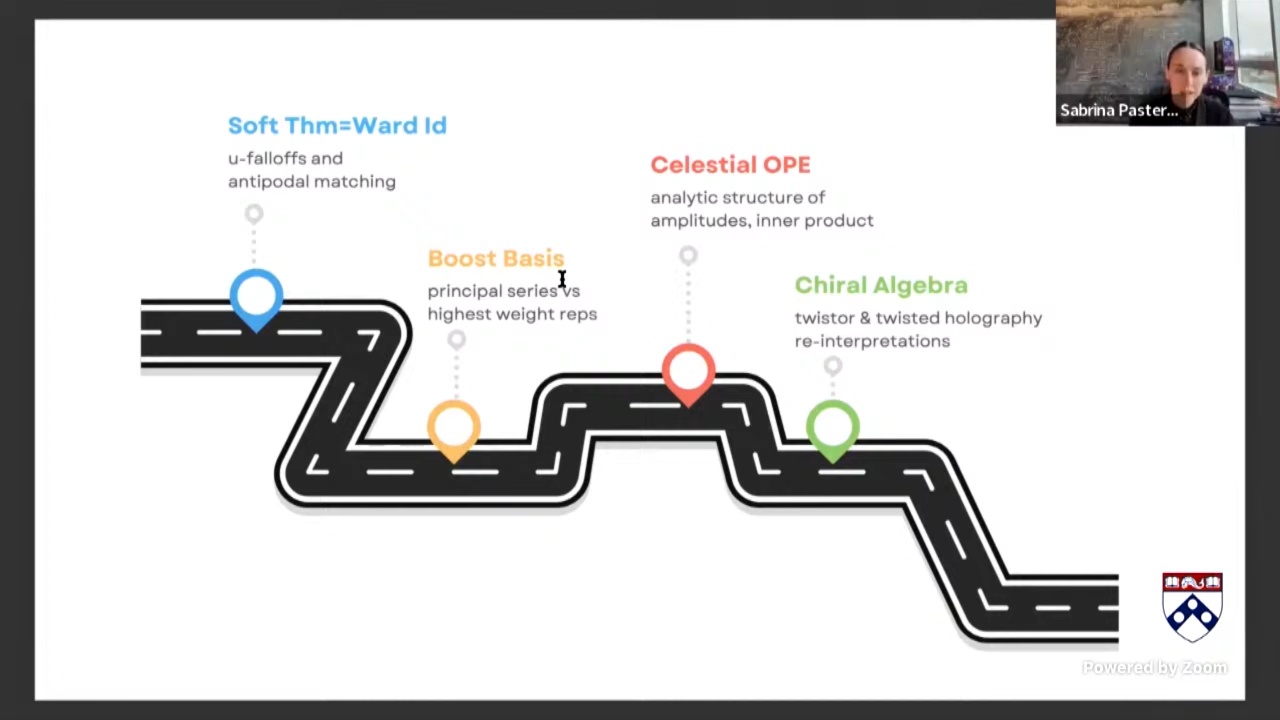 Sabrina Paster...
Soft Thm=Ward Id
u-falloffs and
antipodal matching
Boost Basis
principal series vs
highest weight reps
Celestial OPE
analytic structure of
amplitudes, inner product
Chiral Algebra
twistor & twisted holography
re-interpretations
Powered by Zoom